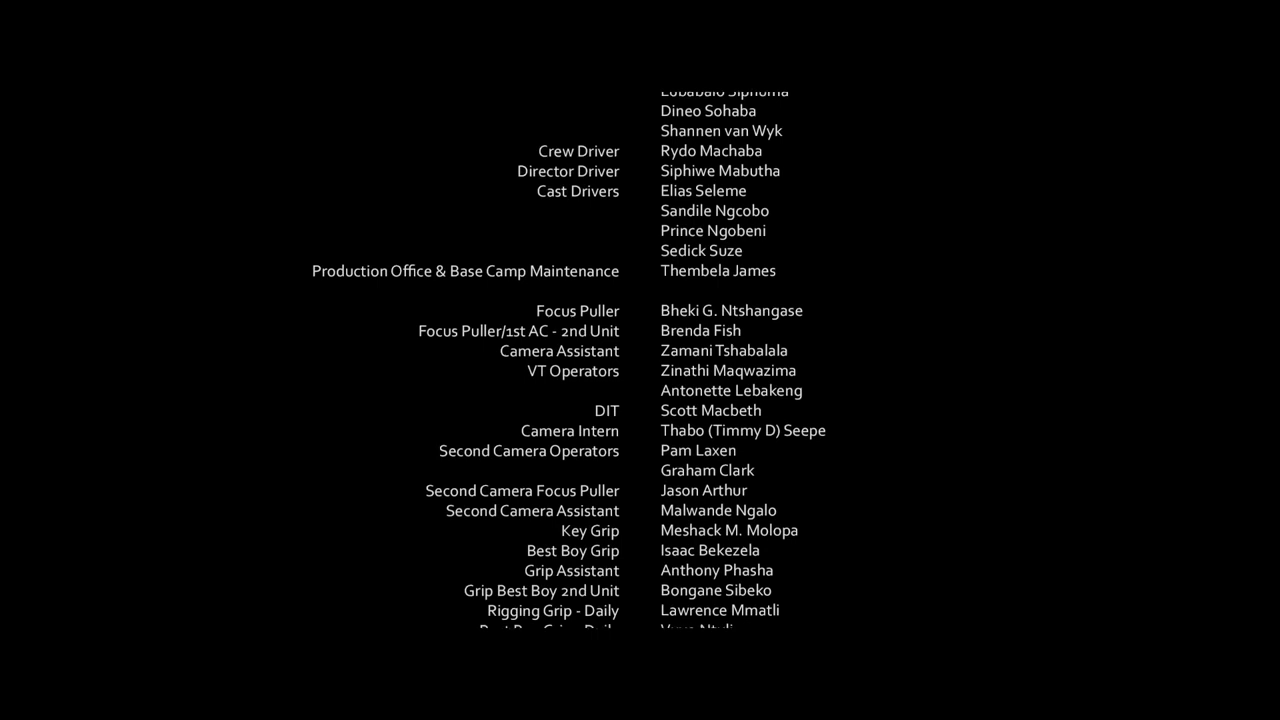 Dineo Sohaba
Shannen van Wyk
Crew Driver Rydo Machaba
Director Driver Siphiwe Mabutha
Cast Drivers Elias Seleme
Sandile Ngcobo
Prince Ngobeni
Sedick Suze
Production Office & Base Camp Maintenance Thembela James
Focus Puller Bheki G. Ntshangase
Focus Puller/1st AC - 2nd Unit Brenda Fish
Camera Assistant Zamani Tshabalala
VT Operators Zinathi Maqwazima
Antonette Lebakeng
DIT Scott Macbeth
Camera Intern Thabo (Timmy D) Seepe
Second Camera Operators Pam Laxen
Graham Clark
Second Camera Focus Puller Jason Arthur
Second Camera Assistant Malwande Ngalo
Key Grip Meshack M. Molopa
Best Boy Grip Isaac Bekezela
Grip Assistant Anthony Phasha
Grip Best Boy 2nd Unit Bongane Sibeko
Rigging Grip - Daily Lawrence Mmatli